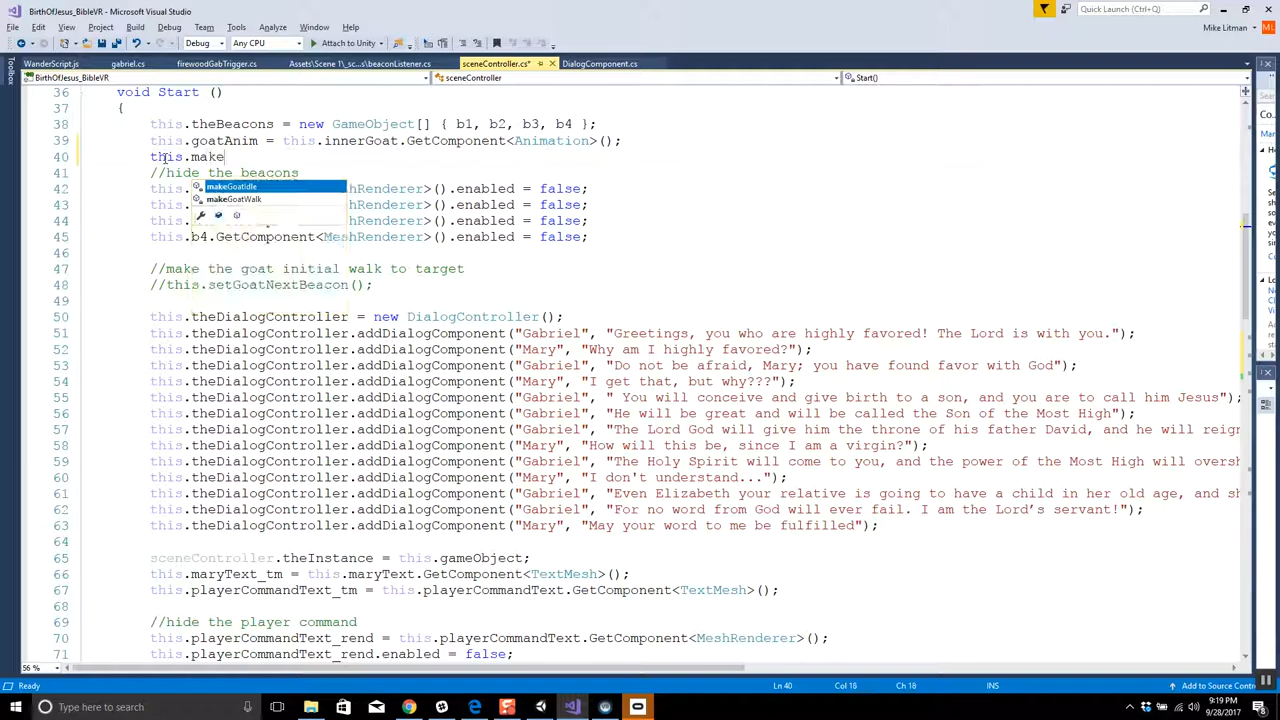 BirthOfJesus_BibleVR - Microsoft Visual Studio
Quick Launch (Ctrl+Q)
File Edit View Project Build Debug Team Tools Analyze Window Help
Mike Litman ML
Debug Any CPU Attach to Unity
WanderScript.js gabriel.cs firewoodGabTrigger.cs Assets\Scene 1\_sc...s\beaconListener.cs sceneController.cs* DialogComponent.cs
BirthOfJesus_BibleVR sceneController Start()
Toolbox
36 void Start ()
37 {
38 this.theBeacons = new GameObject[] { b1, b2, b3, b4 };
39 this.goatAnim = this.innerGoat.GetComponent<Animation>();
40 this.make
//hide the beacons
makeGoatIdle
makeGoatWalk
42 this. hRenderer>().enabled = false;
43 this. hRenderer>().enabled = false;
44 this. hRenderer>().enabled = false;
45 this.b4.GetComponent<MeshRenderer>().enabled = false;
46
47 //make the goat initial walk to target
48 //this.setGoatNextBeacon();
49
50 this.theDialogController = new DialogController();
51 this.theDialogController.addDialogComponent("Gabriel", "Greetings, you who are highly favored! The Lord is with you.");
52 this.theDialogController.addDialogComponent("Mary", "Why am I highly favored?");
53 this.theDialogController.addDialogComponent("Gabriel", "Do not be afraid, Mary; you have found favor with God");
54 this.theDialogController.addDialogComponent("Mary", "I get that, but why???");
55 this.theDialogController.addDialogComponent("Gabriel", " You will conceive and give birth to a son, and you are to call him Jesus");
56 this.theDialogController.addDialogComponent("Gabriel", "He will be great and will be called the Son of the Most High");
57 this.theDialogController.addDialogComponent("Gabriel", "The Lord God will give him the throne of his father David, and he will reign
58 this.theDialogController.addDialogComponent("Mary", "How will this be, since I am a virgin?");
59 this.theDialogController.addDialogComponent("Gabriel", "The Holy Spirit will come to you, and the power of the Most High will oversh
60 this.theDialogController.addDialogComponent("Mary", "I don't understand...");
61 this.theDialogController.addDialogComponent("Gabriel", "Even Elizabeth your relative is going to have a child in her old age, and sh
62 this.theDialogController.addDialogComponent("Gabriel", "For no word from God will ever fail. I am the Lord’s servant!");
63 this.theDialogController.addDialogComponent("Mary", "May your word to me be fulfilled");
64
65 sceneController.theInstance = this.gameObject;
66 this.maryText_tm = this.maryText.GetComponent<TextMesh>();
67 this.playerCommandText_tm = this.playerCommandText.GetComponent<TextMesh>();
68
69 //hide the player command
70 this.playerCommandText_rend = this.playerCommandText.GetComponent<MeshRenderer>();
71 this.playerCommandText_rend.enabled = false;
56 %
Ready Ln 40 Col 18 Ch 18 INS Add to Source Contr
Type here to search
9:19 PM
9/28/2017